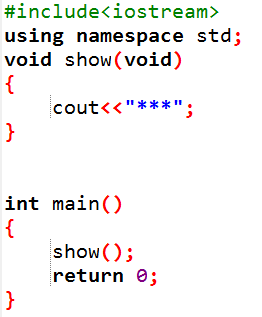 #include<iostream>
using namespace std;
void show(void)
{
    cout<<"***";
}
int main()
{
    show();
    return 0;
}